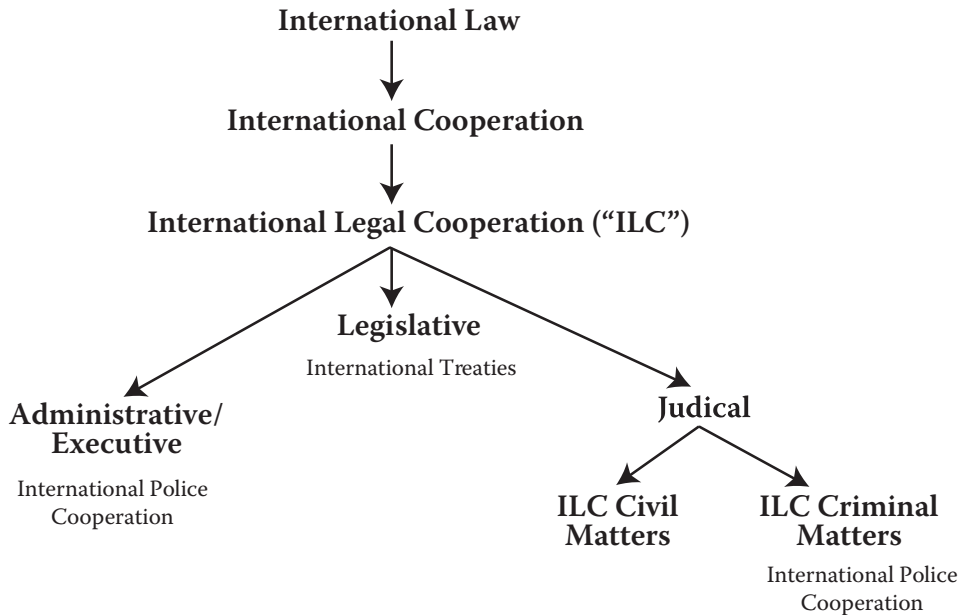 International Law
International Cooperation
International Legal Cooperation (“ILC”)
Legislative
International Treaties
Administrative/
Executive
International Police
Cooperation
Judical
ILC Civil
Matters
ILC Criminal
Matters
International Police
Cooperation